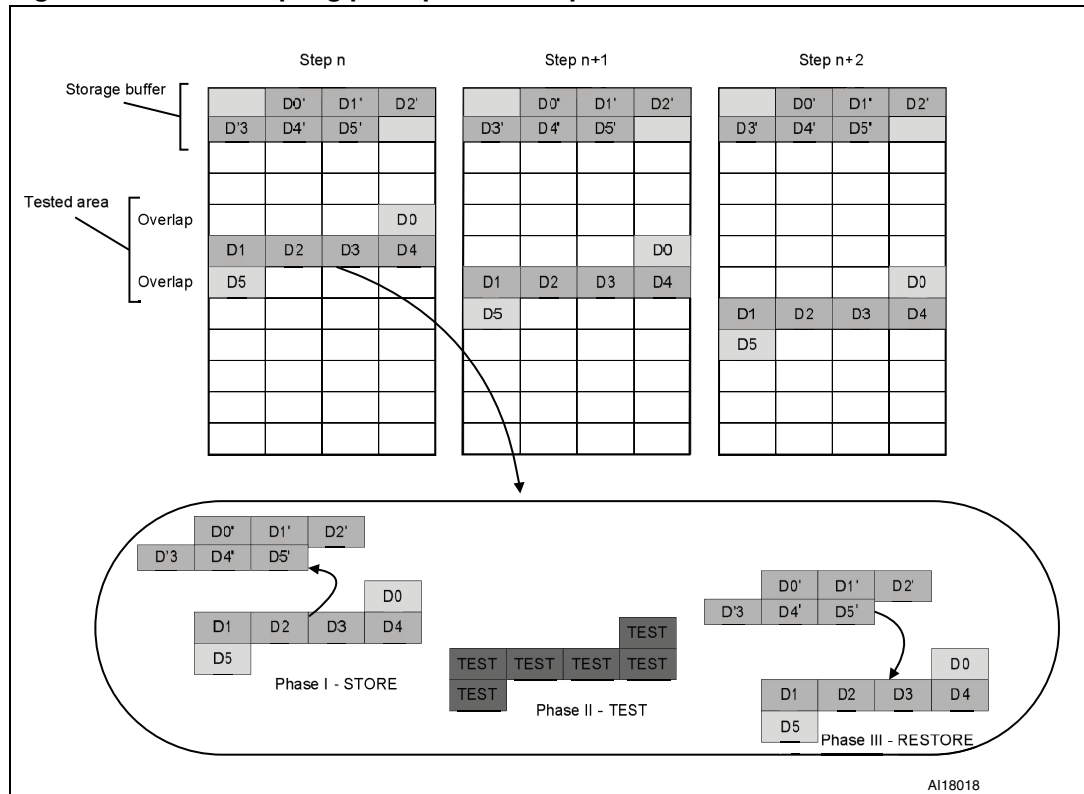 Step n
Step n+1
Step n+2
Storage buffer
D0' D1' D2'
D'3 D4' D5'
D0' D1' D2'
D3' D4' D5'
D0' D1' D2'
D3' D4' D5'
Tested area
Overlap
D0
D1 D2 D3 D4
Overlap
D5
D0
D1 D2 D3 D4
D5
D0
D1 D2 D3 D4
D5
D0' D1' D2'
D'3 D4' D5'
D0
D1 D2 D3 D4
D5
Phase I - STORE
TEST
TEST TEST TEST TEST
TEST
Phase II - TEST
D0' D1' D2'
D'3 D4' D5'
D0
D1 D2 D3 D4
D5
Phase III - RESTORE
AI18018